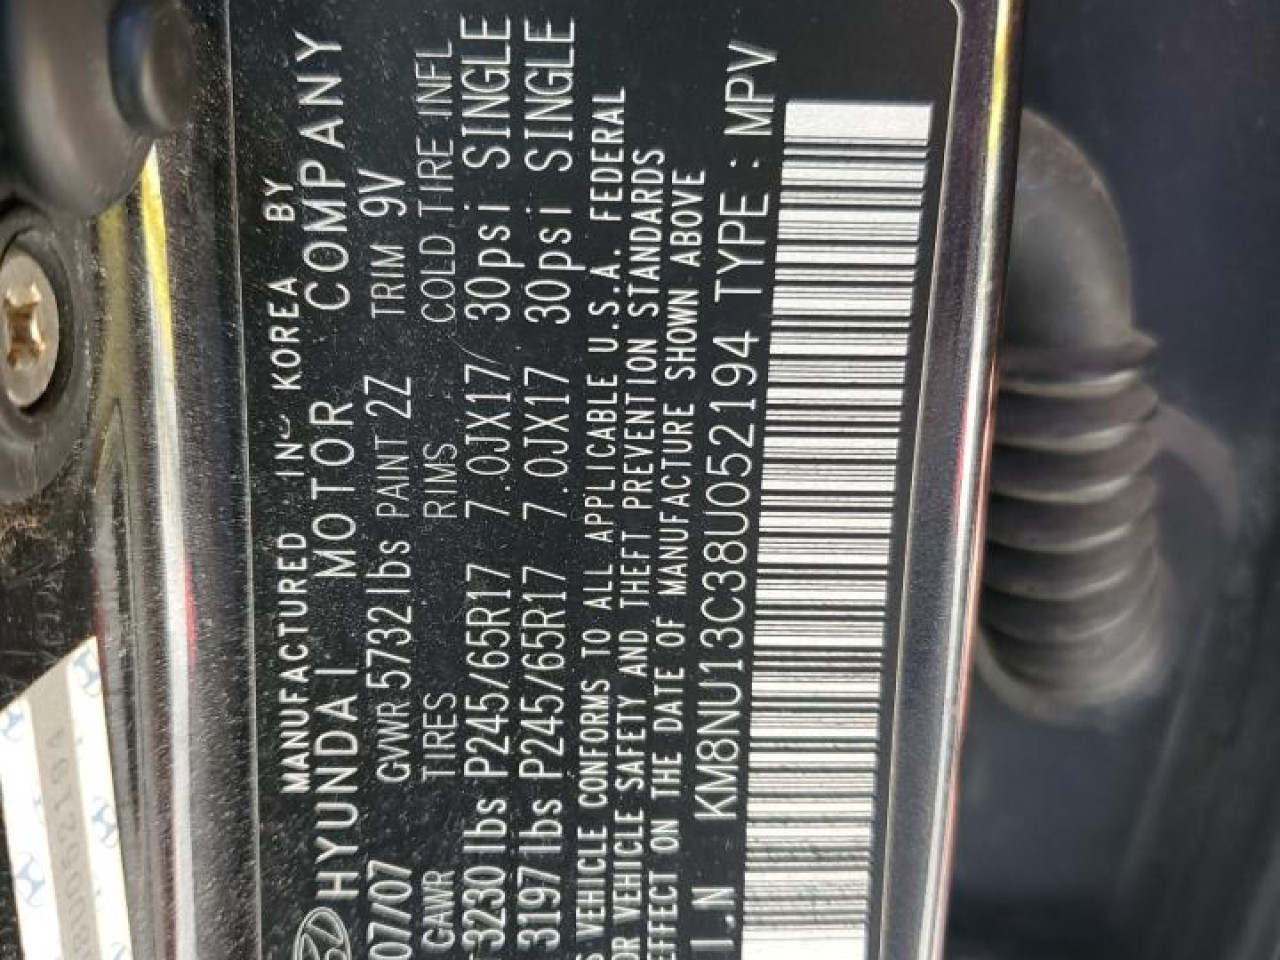 MANUFACTURED IN KOREA BY
HYUNDAI MOTOR COMPANY
07/07 GVWR 5732lbs PAINT 2Z TRIM 9V
GAWR TIRES RIMS COLD TIRE INFL
3230lbs P245/65R17 7.0JX17 30psi SINGLE
3197lbs P245/65R17 7.0JX17 30psi SINGLE
S VEHICLE CONFORMS TO ALL APPLICABLE U.S.A. FEDERAL
OR VEHICLE SAFETY AND THEFT PREVENTION STANDARDS
EFFECT ON THE DATE OF MANUFACTURE SHOWN ABOVE
I.N KM8NU13C38U052194 TYPE : MPV
8U052194